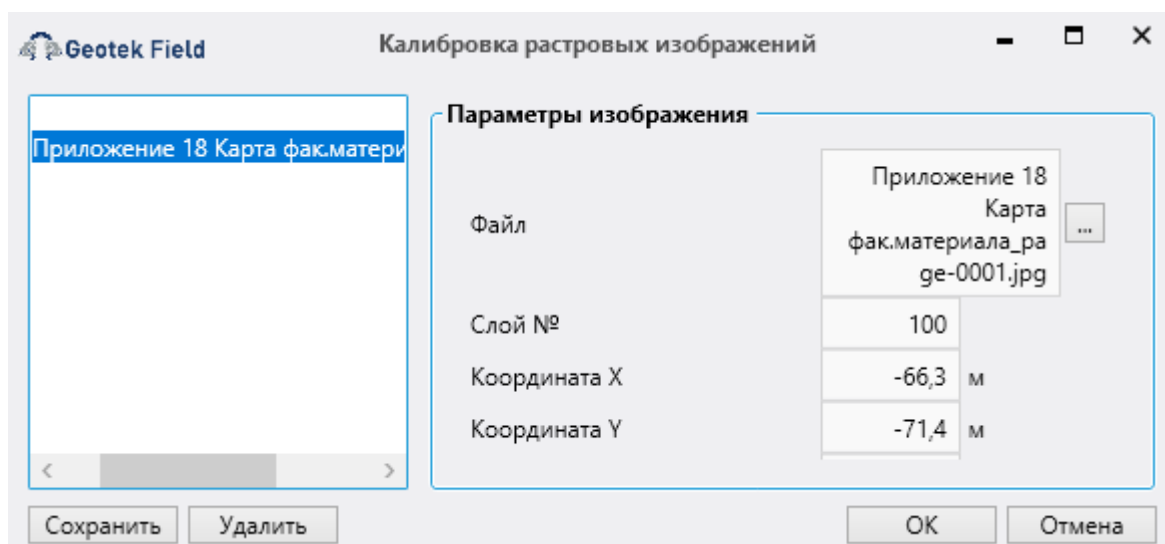 Geotek Field
Калибровка растровых изображений
Приложение 18 Карта фак.матери
Параметры изображения
Файл
Приложение 18
Карта
фак.материала_pa
ge-0001.jpg
...
Слой №
100
Координата X
-66,3 м
Координата Y
-71,4 м
Сохранить
Удалить
OK
Отмена